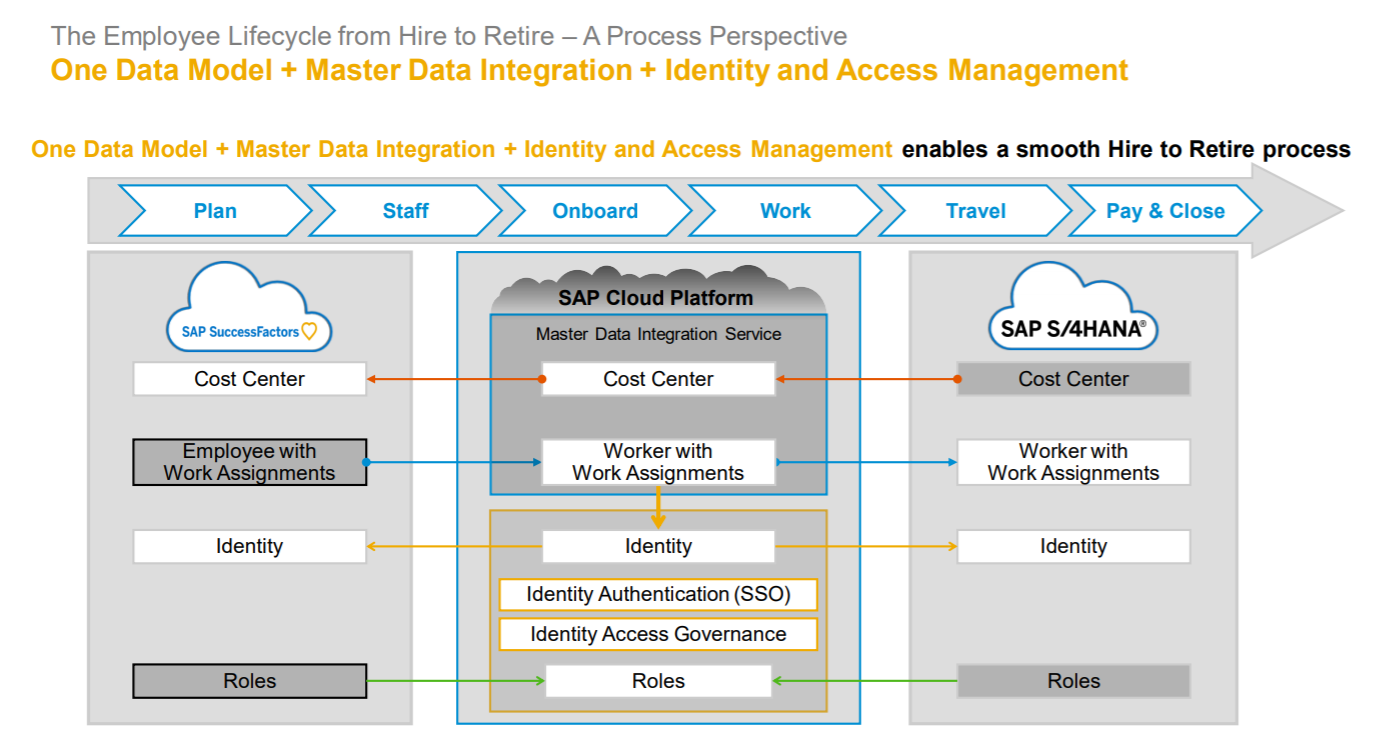 The Employee Lifecycle from Hire to Retire – A Process Perspective
One Data Model + Master Data Integration + Identity and Access Management
One Data Model + Master Data Integration + Identity and Access Management enables a smooth Hire to Retire process
Plan
Staff
Onboard
Work
Travel
Pay & Close
SAP SuccessFactors
SAP Cloud Platform
SAP S/4HANA®
Master Data Integration Service
Cost Center
Cost Center
Cost Center
Employee with
Work Assignments
Worker with
Work Assignments
Worker with
Work Assignments
Identity
Identity
Identity
Identity Authentication (SSO)
Identity Access Governance
Roles
Roles
Roles